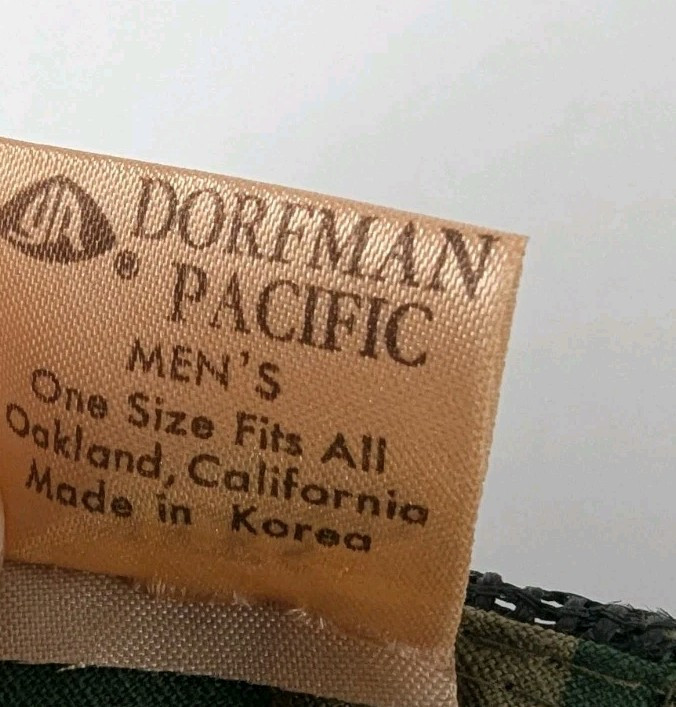 DORFMAN
® PACIFIC
MEN'S
One Size Fits All
Oakland, California
Made in Korea